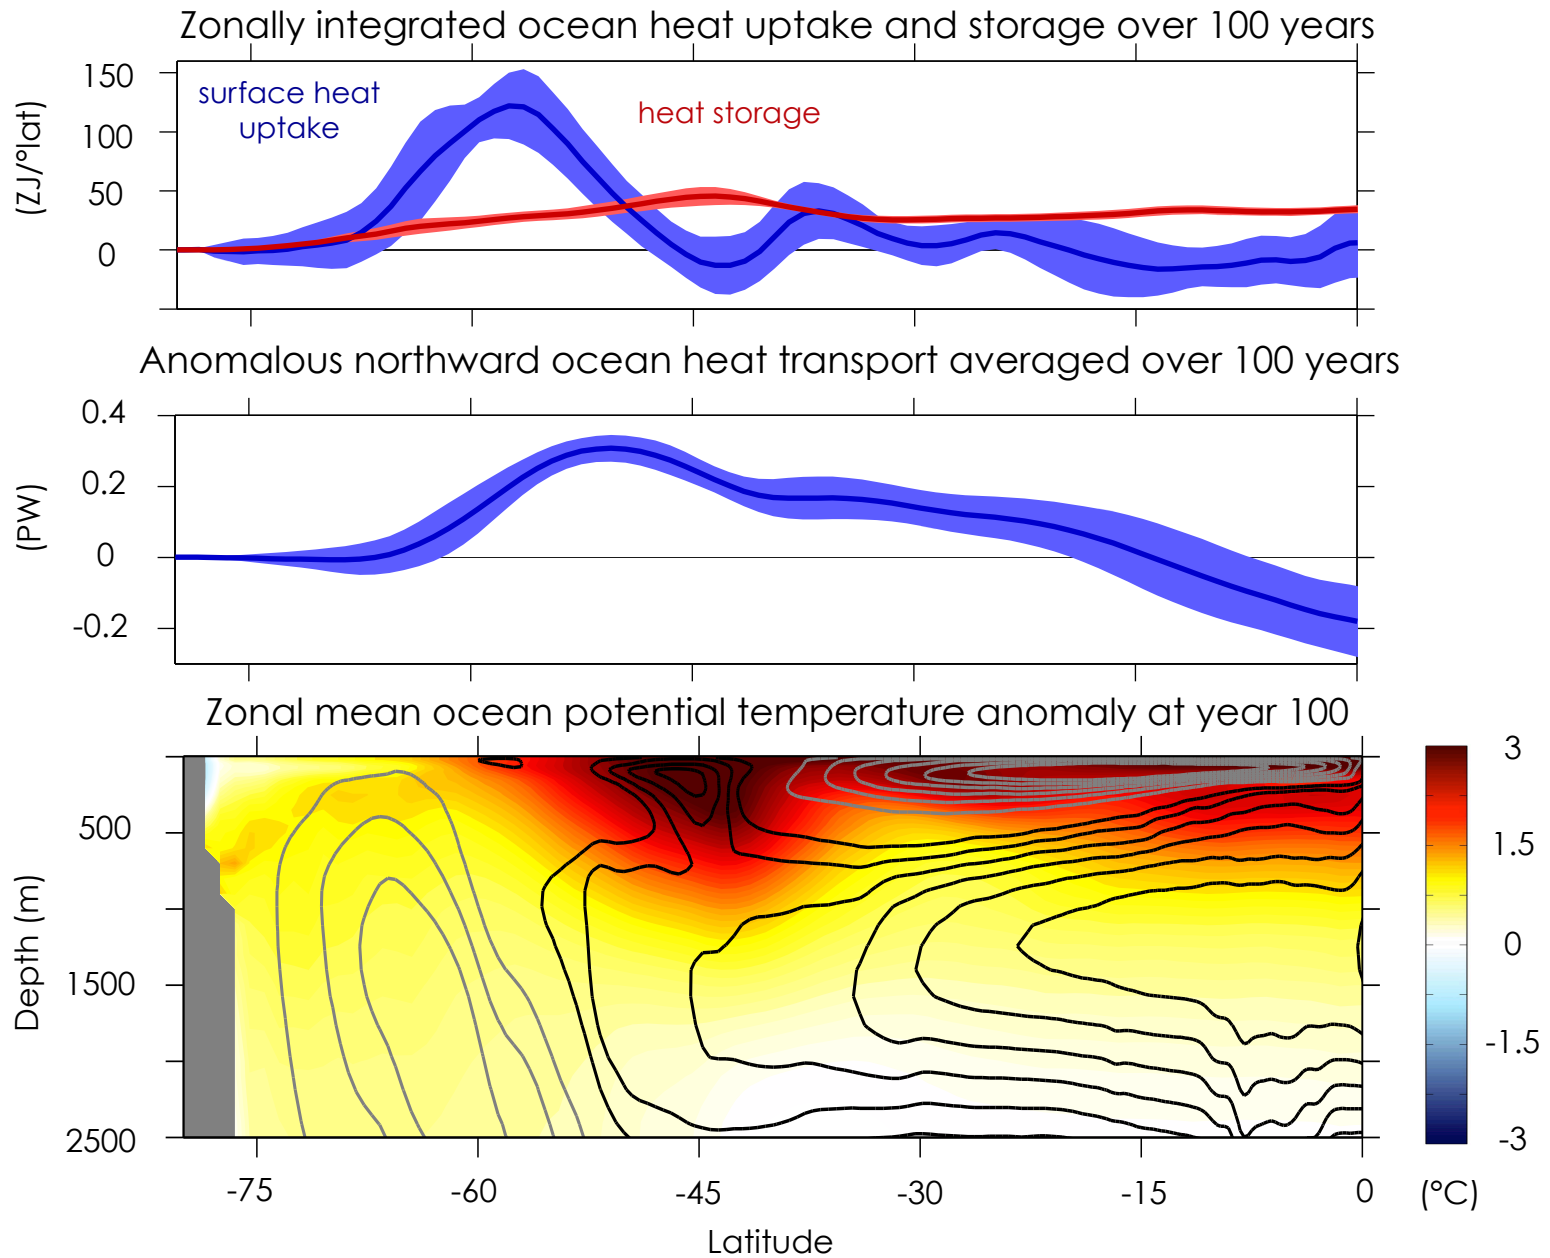 Zonally integrated ocean heat uptake and storage over 100 years
150
100
50
0
(ZJ/°lat)
surface heat
uptake
heat storage
Anomalous northward ocean heat transport averaged over 100 years
0.4
0.2
0
-0.2
(PW)
Zonal mean ocean potential temperature anomaly at year 100
500
1500
2500
Depth (m)
-75
-60
-45
-30
-15
0
Latitude
3
1.5
0
-1.5
-3
(°C)